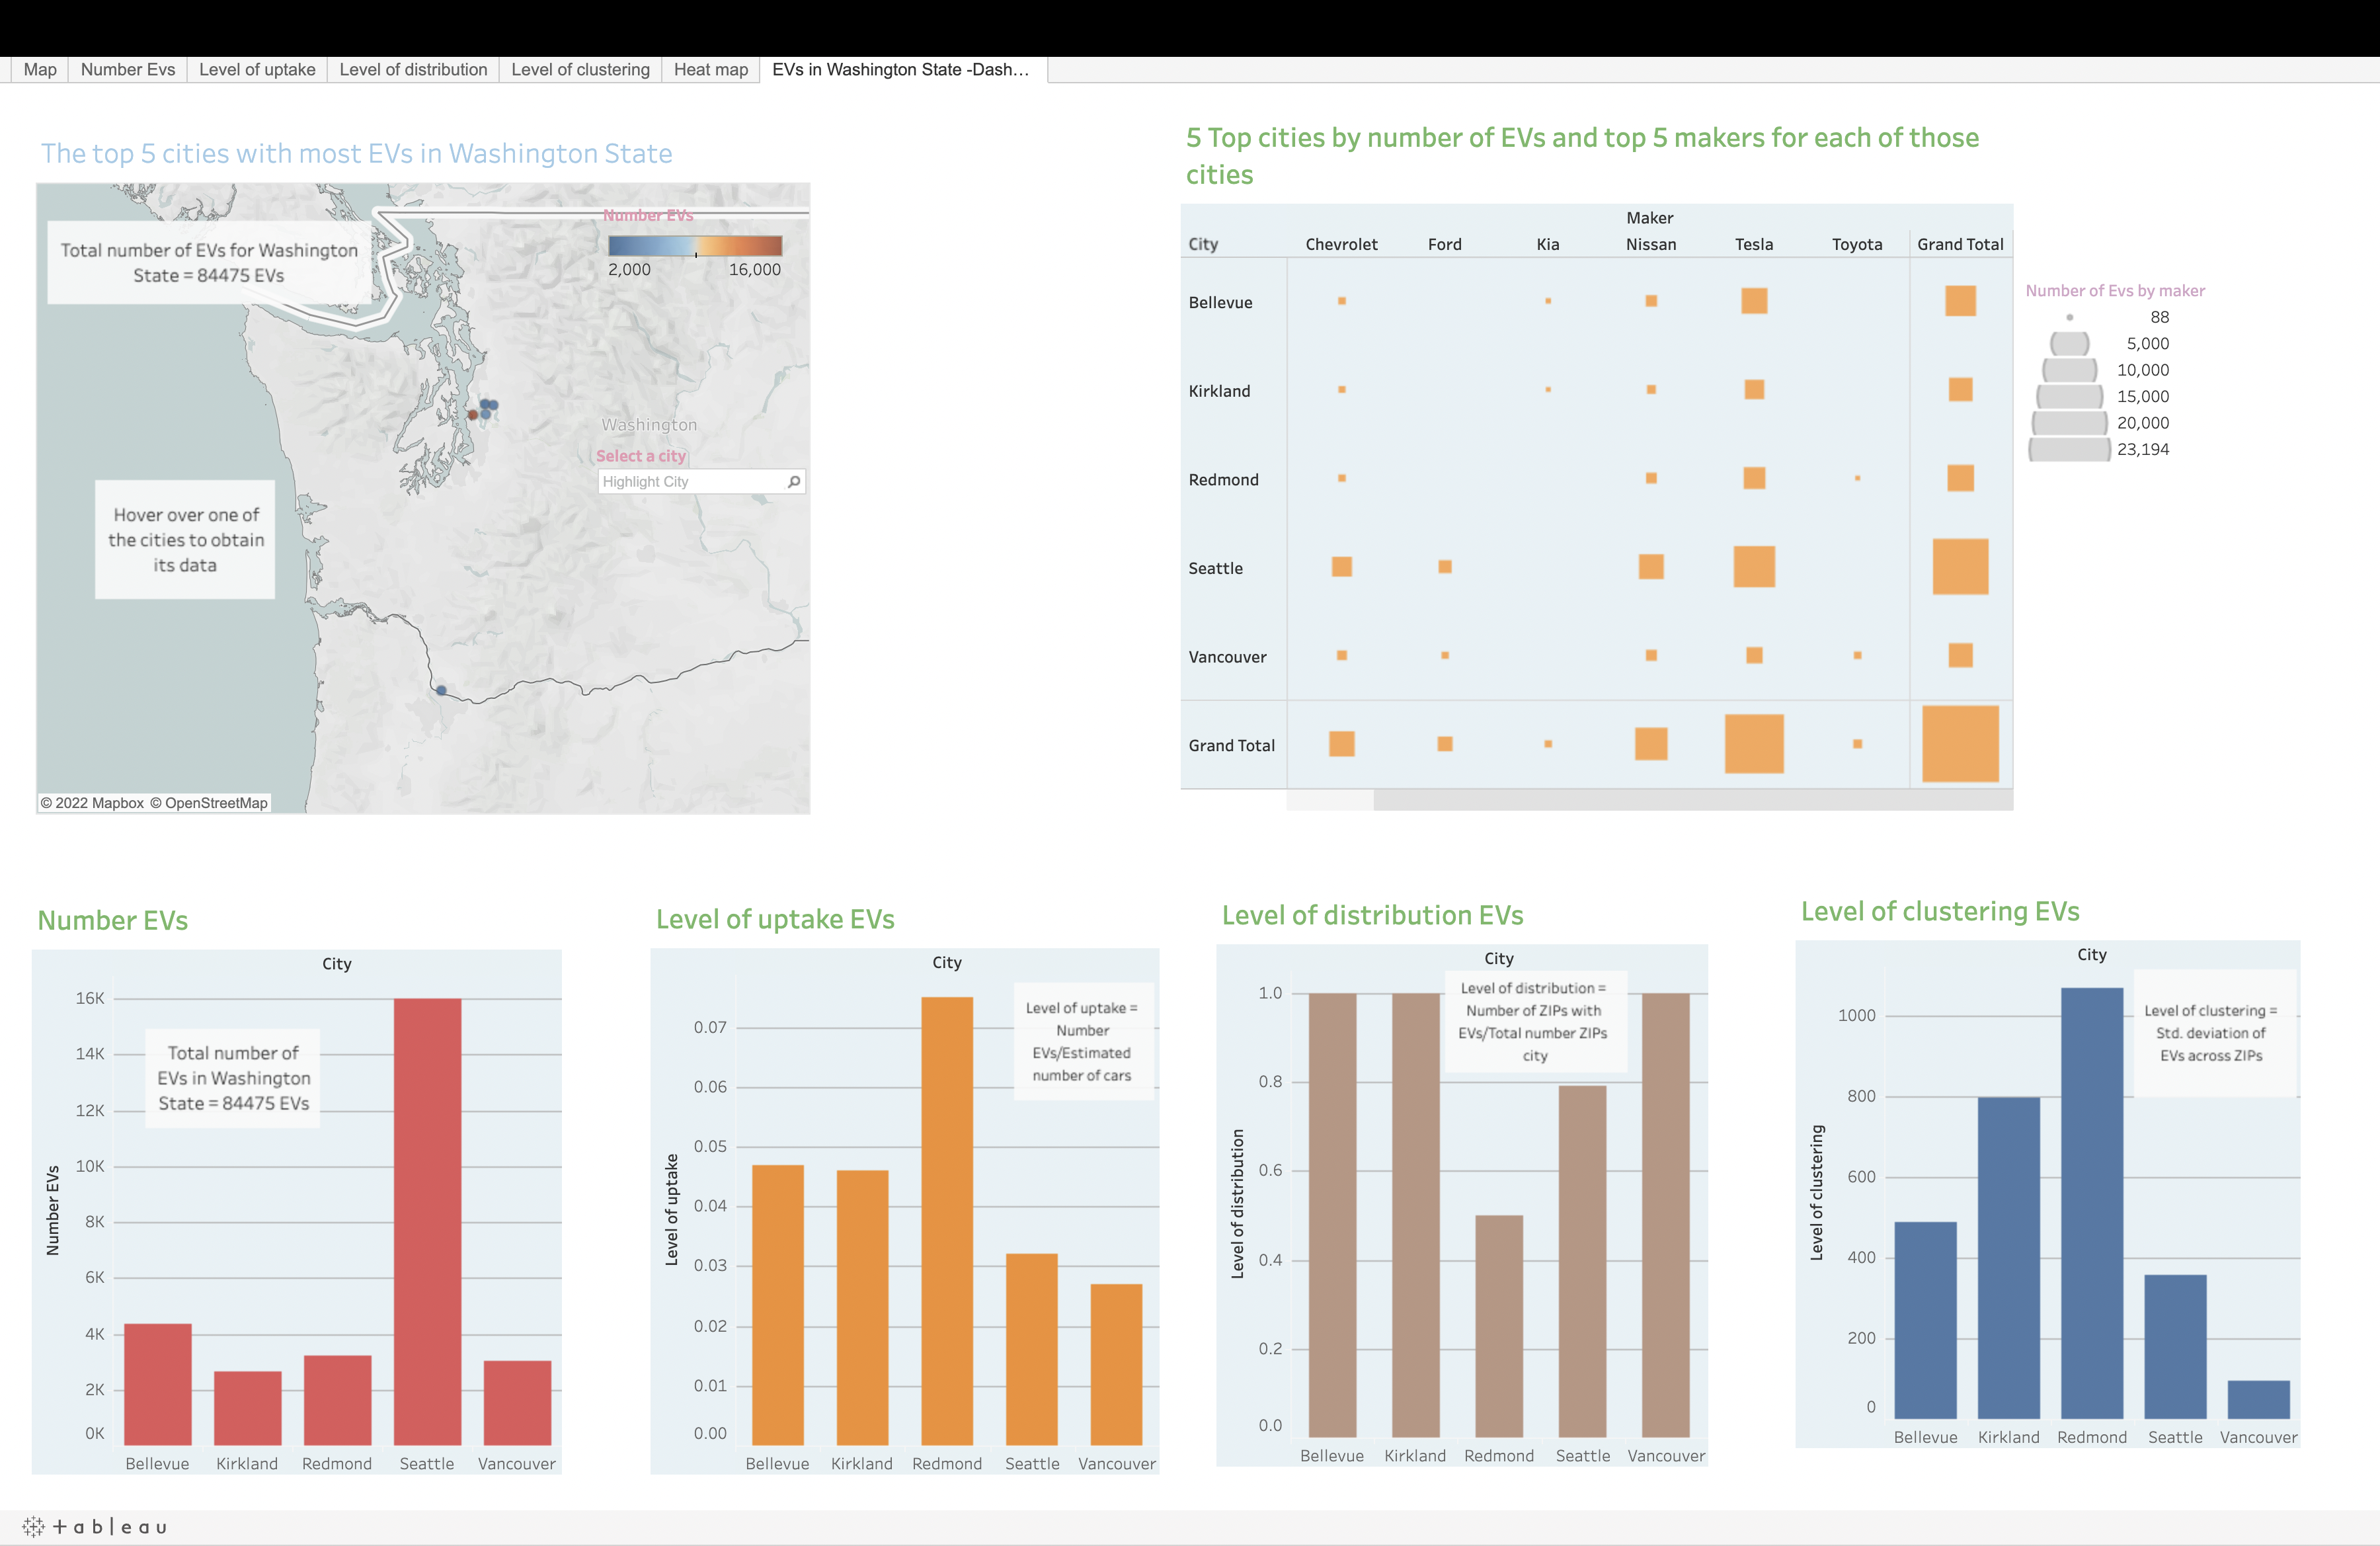 Map
Number Evs
Level of uptake
Level of distribution
Level of clustering
Heat map
EVs in Washington State -Dash…
The top 5 cities with most EVs in Washington State
Total number of EVs for Washington
State = 84475 EVs
Number EVs
2,000
16,000
Washington
Select a city
Highlight City
Hover over one of
the cities to obtain
its data
© 2022 Mapbox © OpenStreetMap
5 Top cities by number of EVs and top 5 makers for each of those
cities
Maker
City
Chevrolet
Ford
Kia
Nissan
Tesla
Toyota
Grand Total
Bellevue
Kirkland
Redmond
Seattle
Vancouver
Grand Total
Number of Evs by maker
88
5,000
10,000
15,000
20,000
23,194
Number EVs
City
Total number of
EVs in Washington
State = 84475 EVs
Number EVs
16K
14K
12K
10K
8K
6K
4K
2K
0K
Bellevue
Kirkland
Redmond
Seattle
Vancouver
Level of uptake EVs
City
Level of uptake =
Number
EVs/Estimated
number of cars
Level of uptake
0.07
0.06
0.05
0.04
0.03
0.02
0.01
0.00
Bellevue
Kirkland
Redmond
Seattle
Vancouver
Level of distribution EVs
City
Level of distribution =
Number of ZIPs with
EVs/Total number ZIPs
city
Level of distribution
1.0
0.8
0.6
0.4
0.2
0.0
Bellevue
Kirkland
Redmond
Seattle
Vancouver
Level of clustering EVs
City
Level of clustering =
Std. deviation of
EVs across ZIPs
Level of clustering
1000
800
600
400
200
0
Bellevue
Kirkland
Redmond
Seattle
Vancouver
+ableau